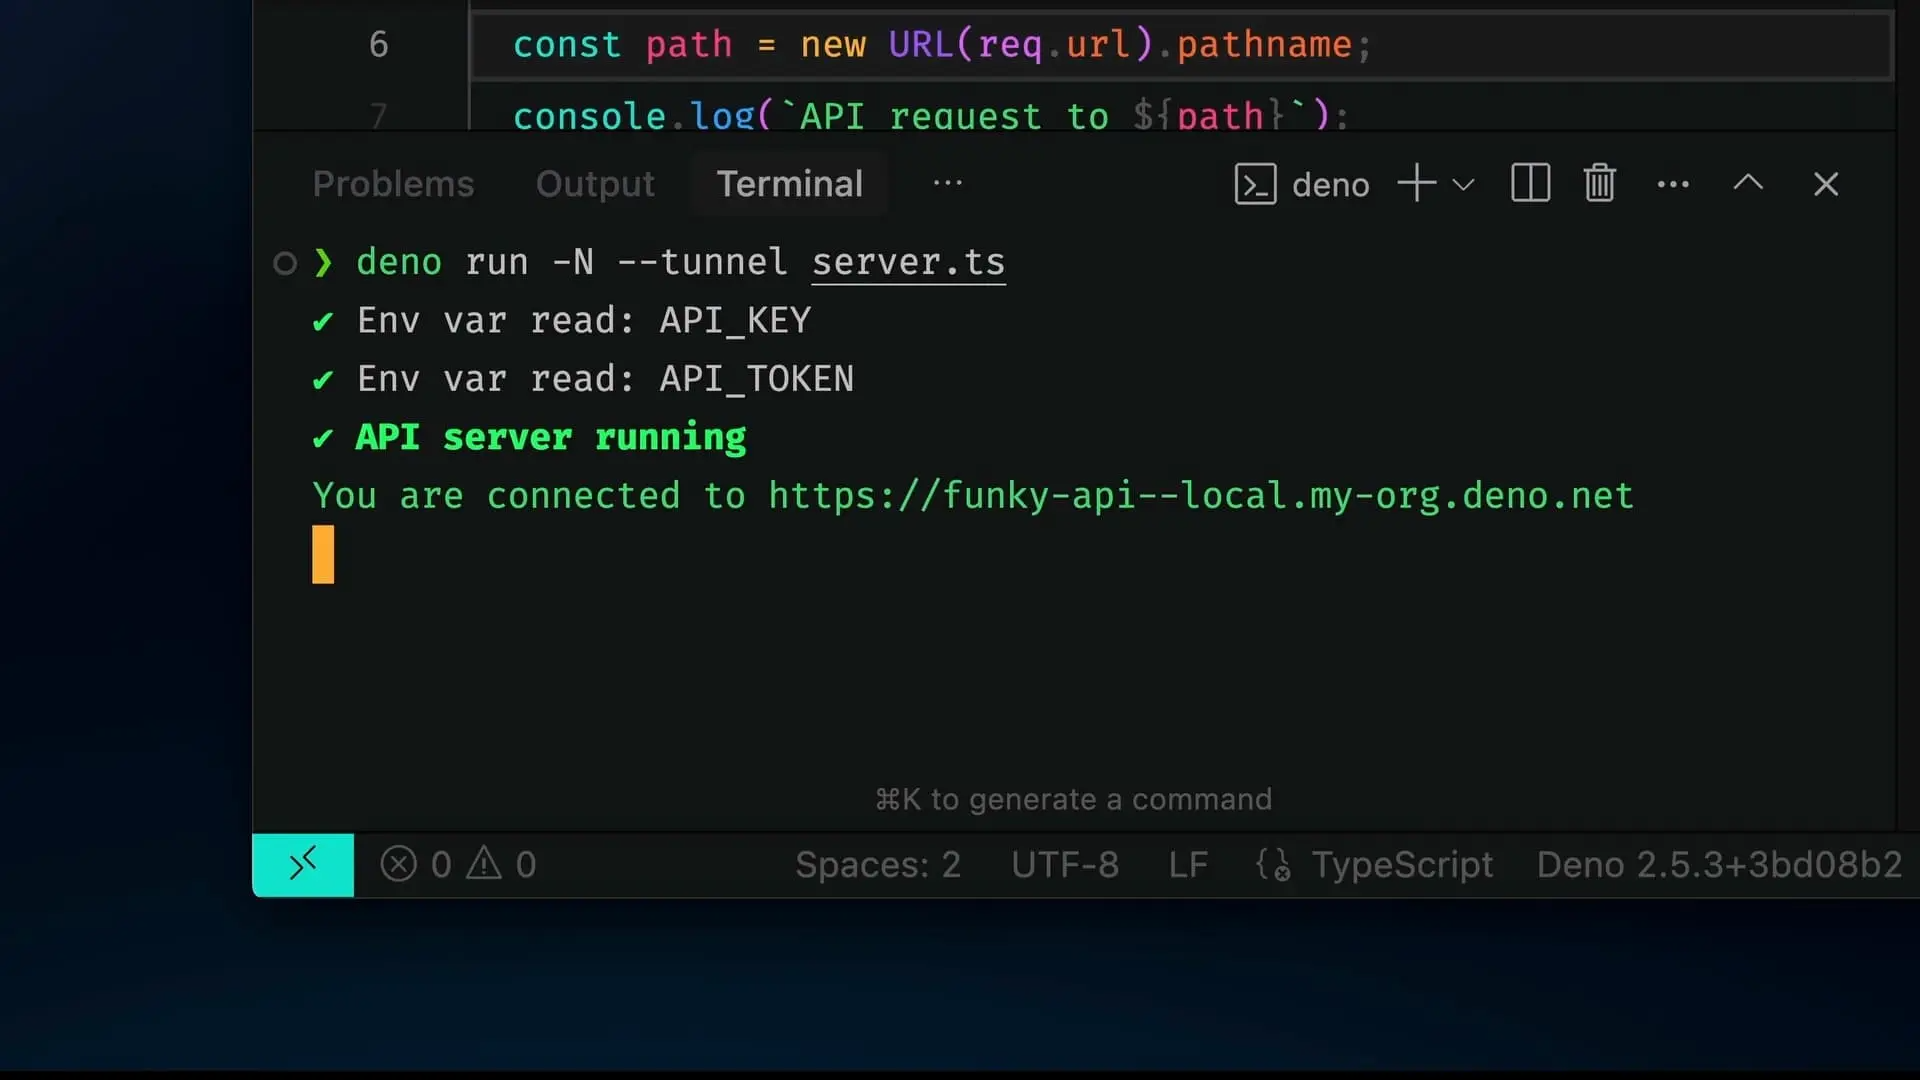 6 const path = new URL(req.url).pathname;
7 console.log(`API request to ${path}`);
Problems Output Terminal ··· deno
❯ deno run -N --tunnel server.ts
✔ Env var read: API_KEY
✔ Env var read: API_TOKEN
✔ API server running
You are connected to https://funky-api--local.my-org.deno.net
⌘K to generate a command
0 0 Spaces: 2 UTF-8 LF TypeScript Deno 2.5.3+3bd08b2